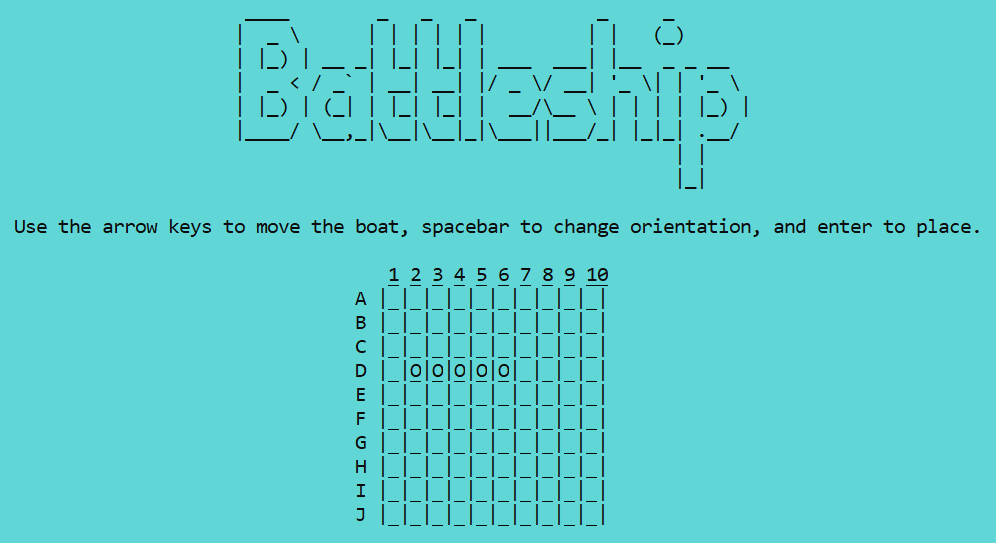 Battleship
Use the arrow keys to move the boat, spacebar to change orientation, and enter to place.
1 2 3 4 5 6 7 8 9 10
A |_|_|_|_|_|_|_|_|_|_|
B |_|_|_|_|_|_|_|_|_|_|
C |_|_|_|_|_|_|_|_|_|_|
D |_|O|O|O|O|O|_|_|_|_|
E |_|_|_|_|_|_|_|_|_|_|
F |_|_|_|_|_|_|_|_|_|_|
G |_|_|_|_|_|_|_|_|_|_|
H |_|_|_|_|_|_|_|_|_|_|
I |_|_|_|_|_|_|_|_|_|_|
J |_|_|_|_|_|_|_|_|_|_|